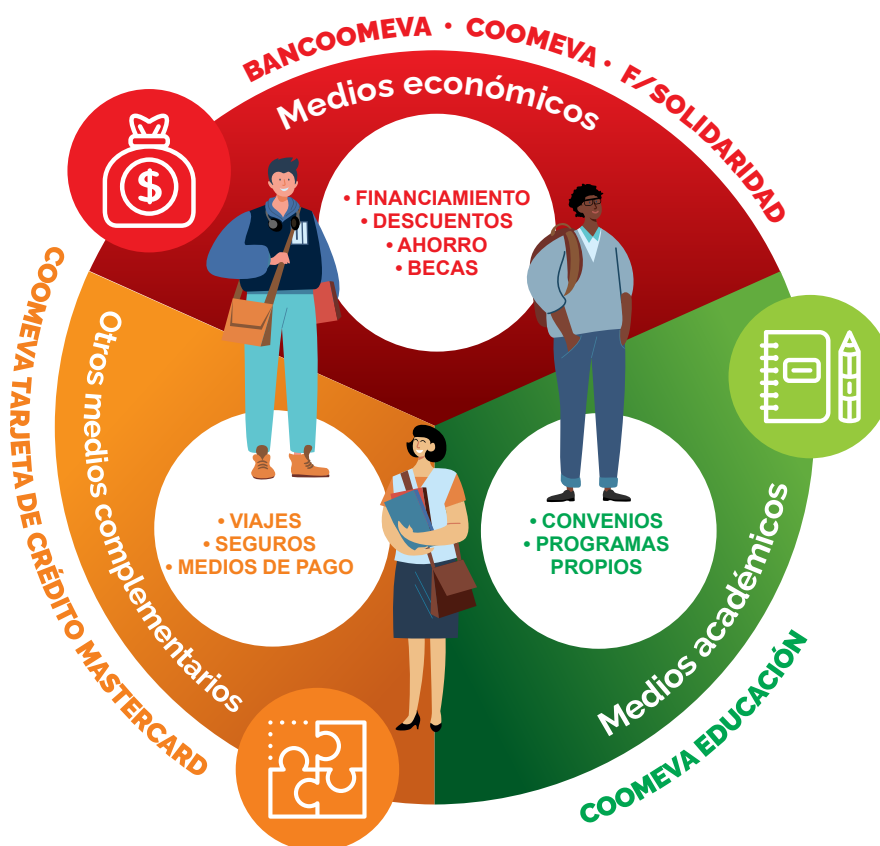 BANCOOMEVA · COOMEVA · F/SOLIDARIDAD
Medios económicos
$
• FINANCIAMIENTO
• DESCUENTOS
• AHORRO
• BECAS
COOMEVA TARJETA DE CRÉDITO MASTERCARD
Otros medios complementarios
• VIAJES
• SEGUROS
• MEDIOS DE PAGO
• CONVENIOS
• PROGRAMAS
PROPIOS
Medios académicos
COOMEVA EDUCACIÓN